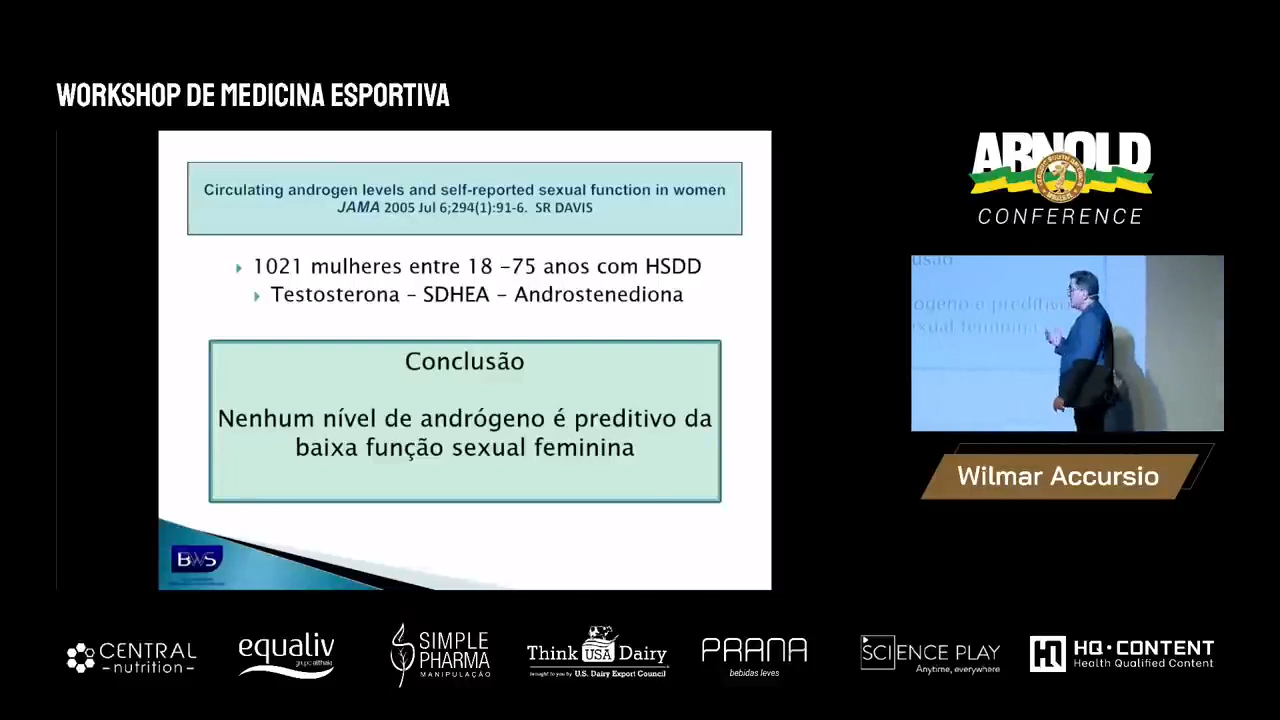 WORKSHOP DE MEDICINA ESPORTIVA
Circulating androgen levels and self-reported sexual function in women
JAMA 2005 Jul 6;294(1):91-6. SR DAVIS
1021 mulheres entre 18 –75 anos com HSDD
Testosterona – SDHEA – Androstenediona
Conclusão
Nenhum nível de andrógeno é preditivo da
baixa função sexual feminina
BWS
ARNOLD
CONFERENCE
Wilmar Accursio
CENTRAL
-nutrition-
equaliv
grupo althaia
SIMPLE
PHARMA
MANIPULAÇÃO
Think USA Dairy
brought to you by U.S. Dairy Export Council
PRANA
bebidas leves
SCIENCE PLAY
Anytime, everywhere
HQ·CONTENT
Health Qualified Content